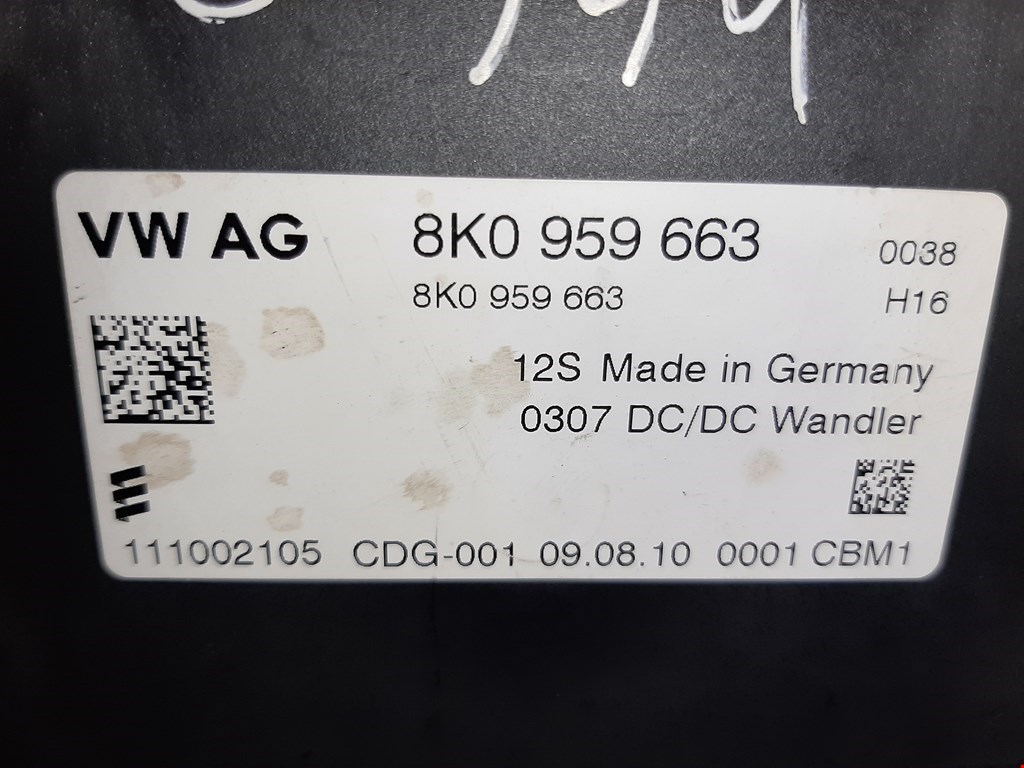 VW AG 8K0 959 663 0038
8K0 959 663 H16
12S Made in Germany
0307 DC/DC Wandler
111002105 CDG-001 09.08.10 0001 CBM1